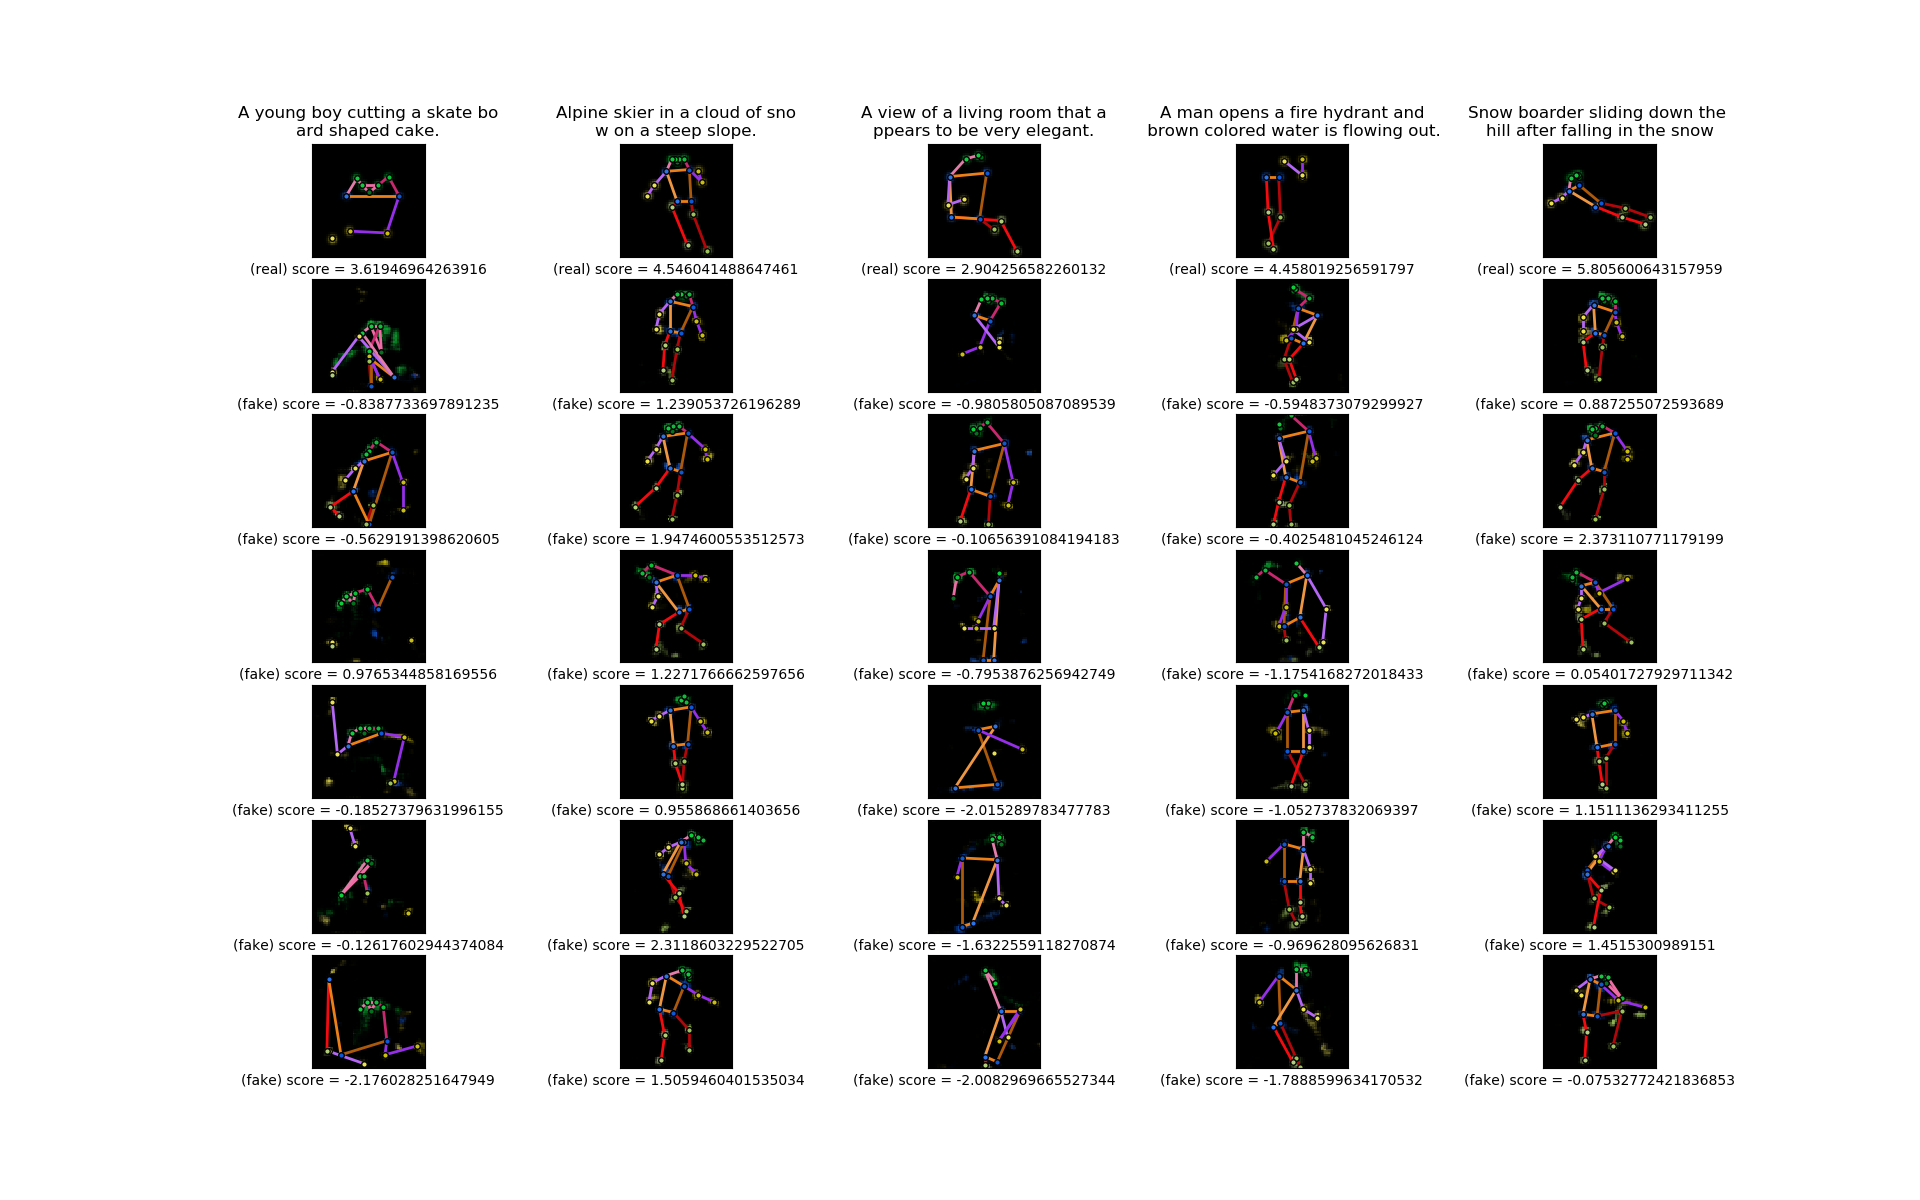 A young boy cutting a skate bo
ard shaped cake.
Alpine skier in a cloud of sno
w on a steep slope.
A view of a living room that a
ppears to be very elegant.
A man opens a fire hydrant and
brown colored water is flowing out.
Snow boarder sliding down the
hill after falling in the snow
(real) score = 3.61946964263916
(real) score = 4.546041488647461
(real) score = 2.904256582260132
(real) score = 4.458019256591797
(real) score = 5.805600643157959
(fake) score = -0.8387733697891235
(fake) score = 1.239053726196289
(fake) score = -0.9805805087089539
(fake) score = -0.5948373079299927
(fake) score = 0.887255072593689
(fake) score = -0.5629191398620605
(fake) score = 1.9474600553512573
(fake) score = -0.10656391084194183
(fake) score = -0.4025481045246124
(fake) score = 2.373110771179199
(fake) score = 0.9765344858169556
(fake) score = 1.2271766662597656
(fake) score = -0.7953876256942749
(fake) score = -1.1754168272018433
(fake) score = 0.05401727929711342
(fake) score = -0.18527379631996155
(fake) score = 0.955868661403656
(fake) score = -2.015289783477783
(fake) score = -1.052737832069397
(fake) score = 1.1511136293411255
(fake) score = -0.12617602944374084
(fake) score = 2.3118603229522705
(fake) score = -1.6322559118270874
(fake) score = -0.969628095626831
(fake) score = 1.4515300989151
(fake) score = -2.176028251647949
(fake) score = 1.5059460401535034
(fake) score = -2.0082969665527344
(fake) score = -1.7888599634170532
(fake) score = -0.07532772421836853